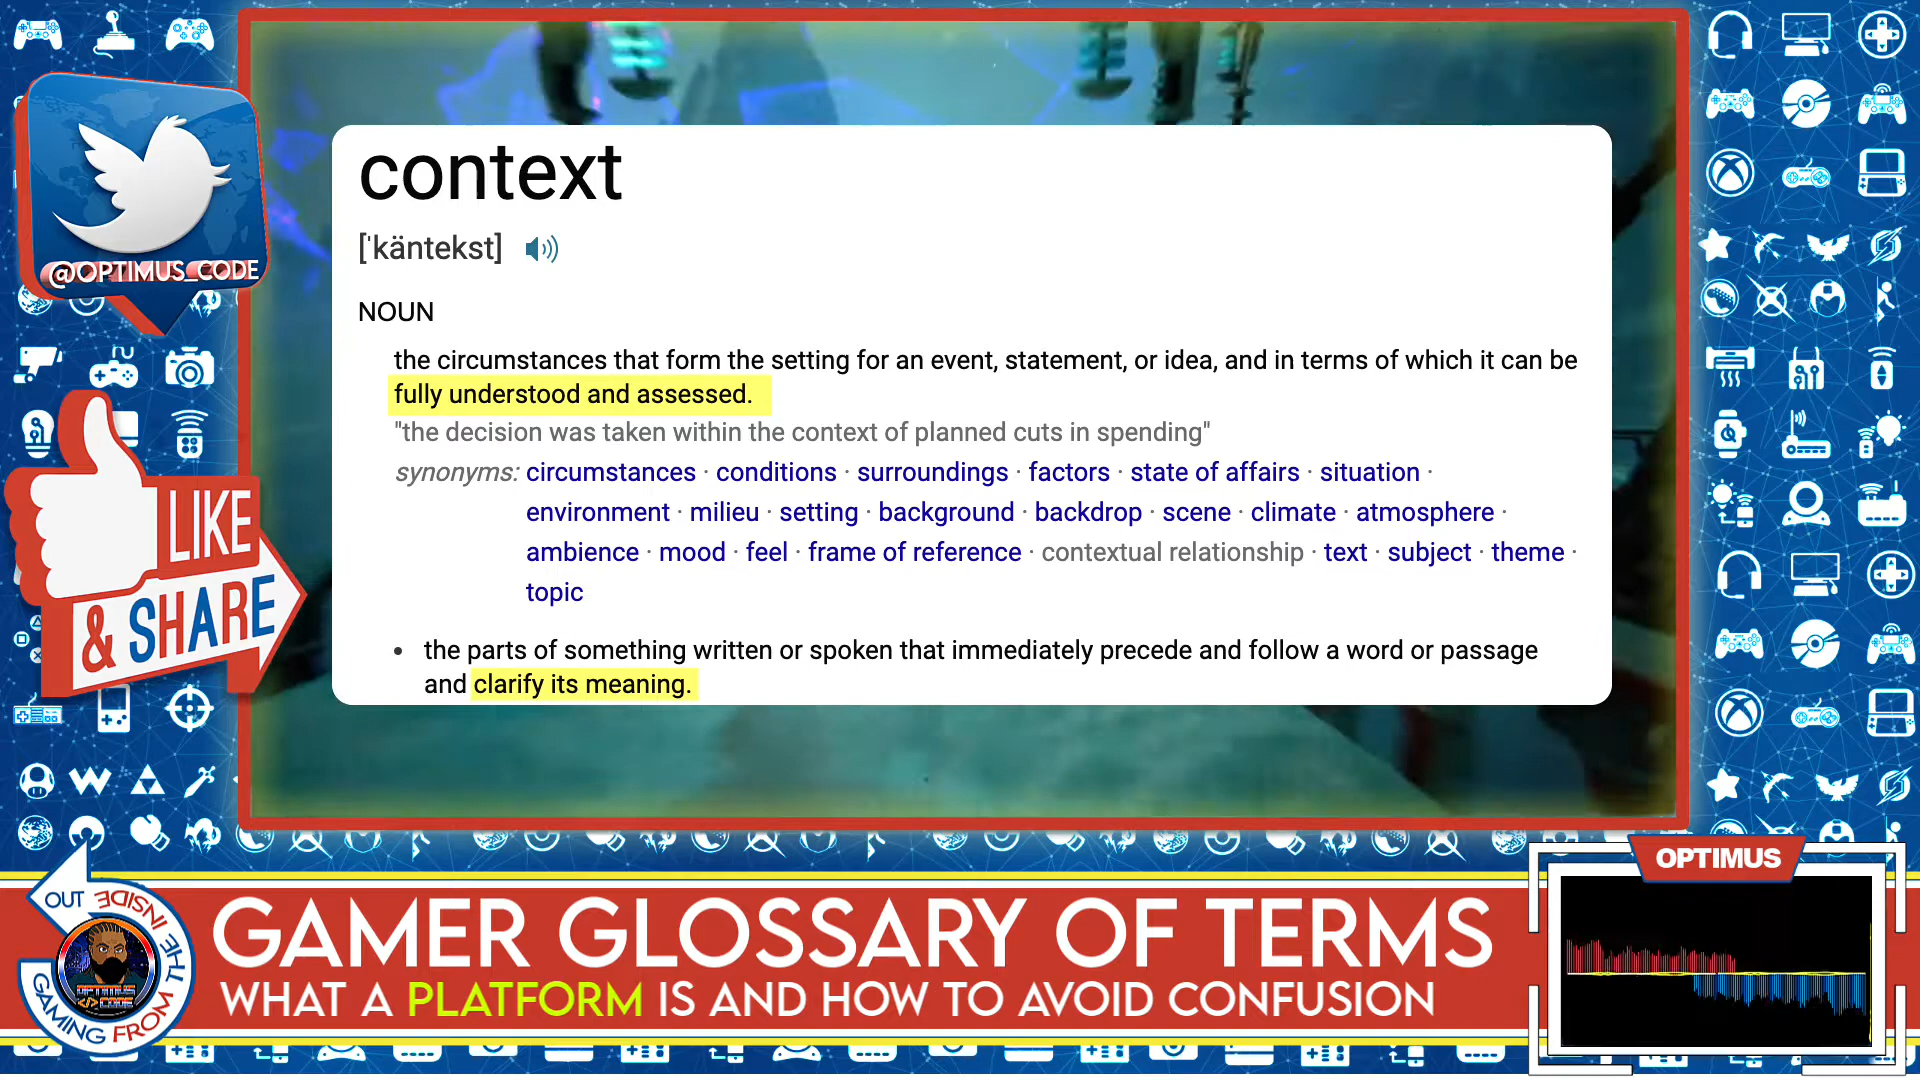 @OPTIMUS_CODE
LIKE
& SHARE
context
[ˈkäntekst]
NOUN
the circumstances that form the setting for an event, statement, or idea, and in terms of which it can be
fully understood and assessed.
"the decision was taken within the context of planned cuts in spending"
synonyms: circumstances · conditions · surroundings · factors · state of affairs · situation ·
environment · milieu · setting · background · backdrop · scene · climate · atmosphere ·
ambience · mood · feel · frame of reference · contextual relationship · text · subject · theme ·
topic
• the parts of something written or spoken that immediately precede and follow a word or passage
and clarify its meaning.
GAMING FROM THE INSIDE OUT
OPTIMUS
CODE
GAMER GLOSSARY OF TERMS
WHAT A PLATFORM IS AND HOW TO AVOID CONFUSION
OPTIMUS